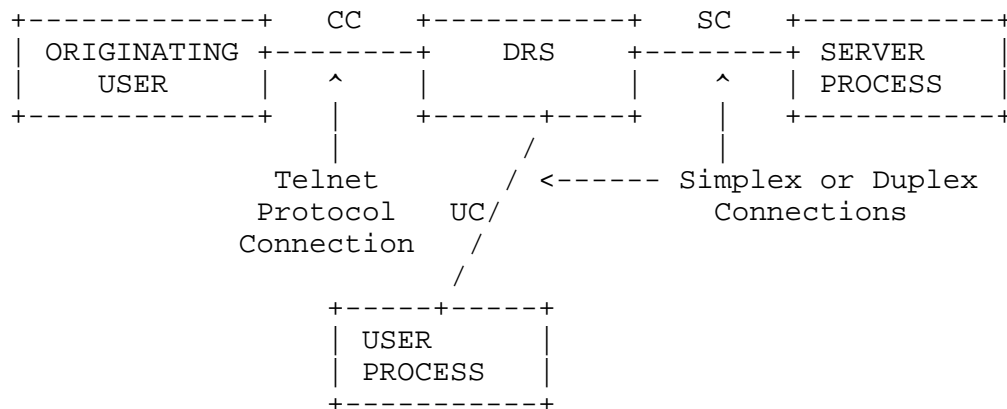 CC SC
ORIGINATING DRS SERVER
USER PROCESS
Telnet <------ Simplex or Duplex
Protocol UC Connections
Connection
USER
PROCESS